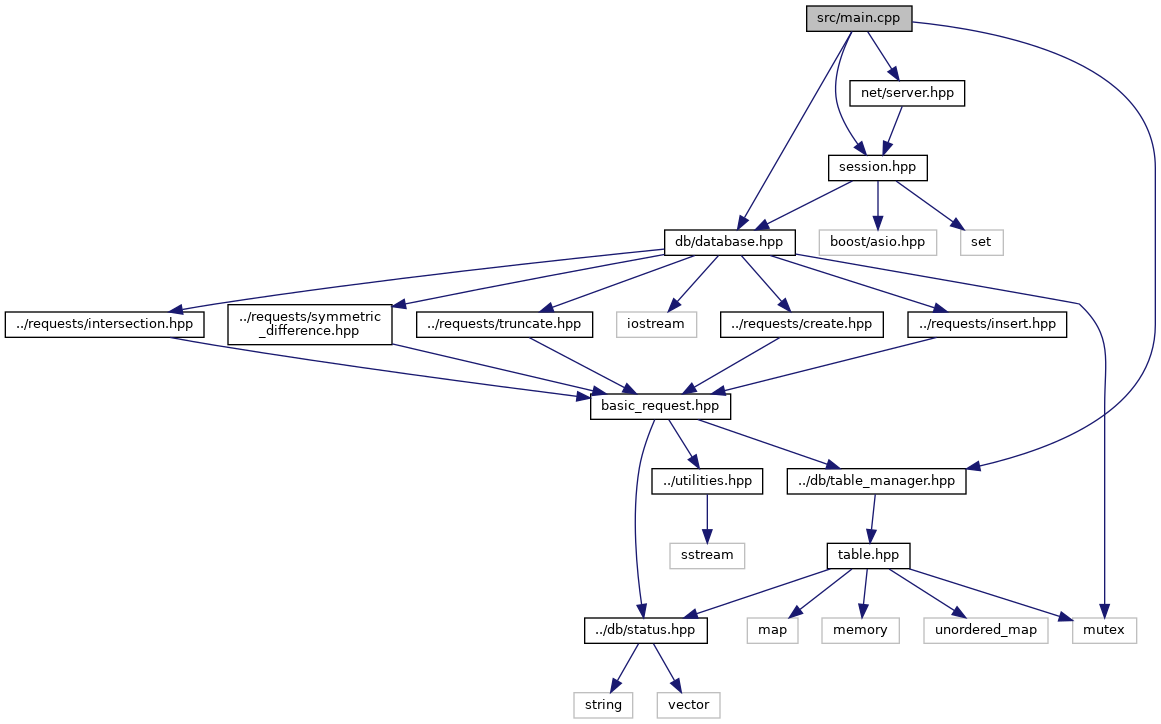 src/main.cpp
net/server.hpp
session.hpp
db/database.hpp
boost/asio.hpp
set
../requests/intersection.hpp
../requests/symmetric
_difference.hpp
../requests/truncate.hpp
iostream
../requests/create.hpp
../requests/insert.hpp
basic_request.hpp
../utilities.hpp
../db/table_manager.hpp
sstream
table.hpp
../db/status.hpp
map
memory
unordered_map
mutex
string
vector